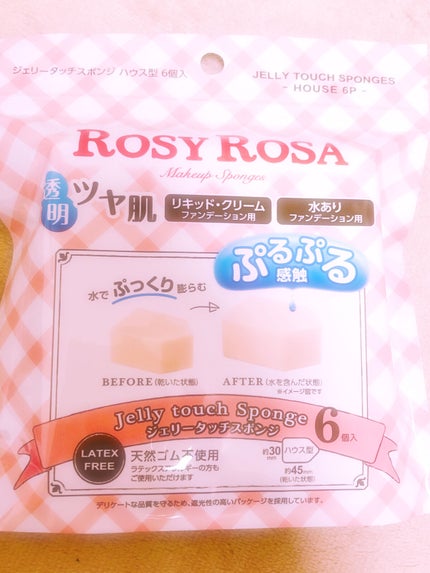 ジェリータッチスポンジ ハウス型 6個入
JELLY TOUCH SPONGES
- HOUSE 6P -
ROSY ROSA
Makeup Sponges
透明
ツヤ肌
リキッド・クリーム
ファンデーション用
水あり
ファンデーション用
ぷるぷる
感触
水で ぷっくり 膨らむ
BEFORE(乾いた状態)
AFTER(水を含んだ状態)
※イメージ図です
Jelly touch Sponge
ジェリータッチスポンジ
6個入
LATEX
FREE
天然ゴム不使用
ラテックスアレルギーの方も
ご使用いただけます
約30
mm
ハウス型
約45mm
(乾いた状態)
デリケートな品質を守るため、遮光性の高いパッケージを採用しています。